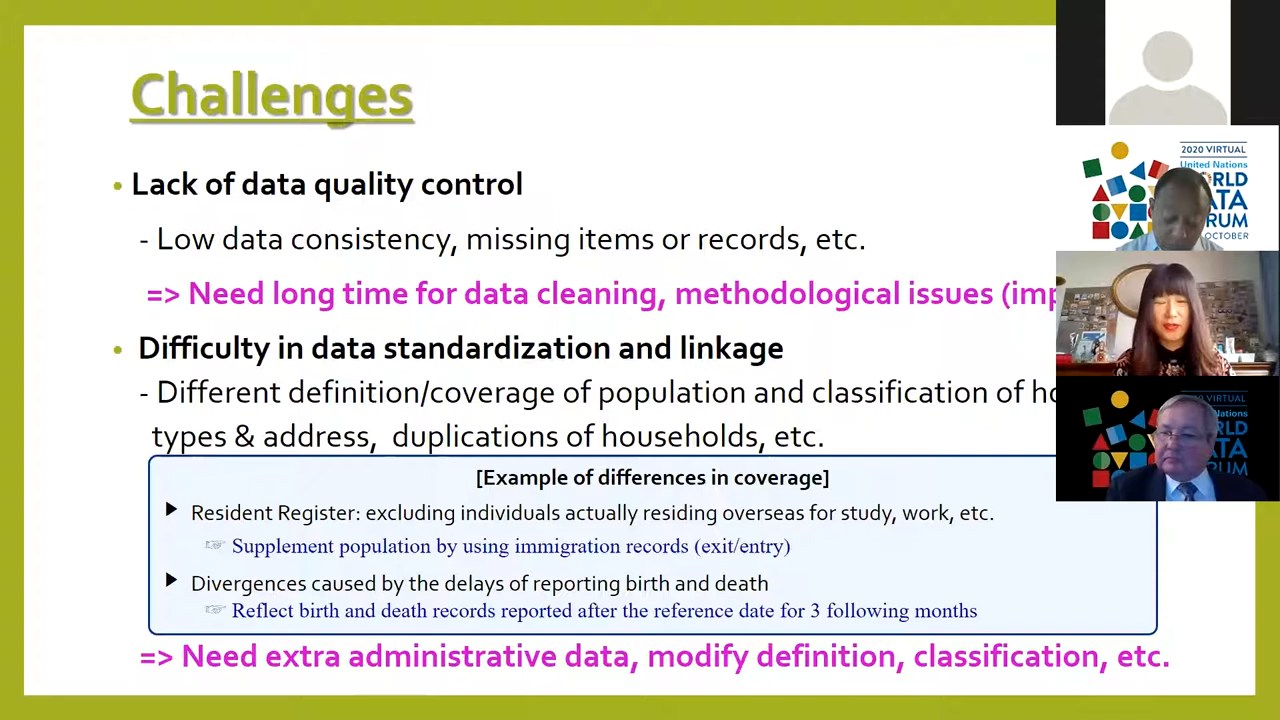 Challenges
• Lack of data quality control
- Low data consistency, missing items or records, etc.
=> Need long time for data cleaning, methodological issues
• Difficulty in data standardization and linkage
- Different definition/coverage of population and classification of
types & address, duplications of households, etc.
[Example of differences in coverage]
Resident Register: excluding individuals actually residing overseas for study, work, etc.
☞ Supplement population by using immigration records (exit/entry)
Divergences caused by the delays of reporting birth and death
☞ Reflect birth and death records reported after the reference date for 3 following months
=> Need extra administrative data, modify definition, classification, etc.
2020 VIRTUAL
United Nations
OCTOBER